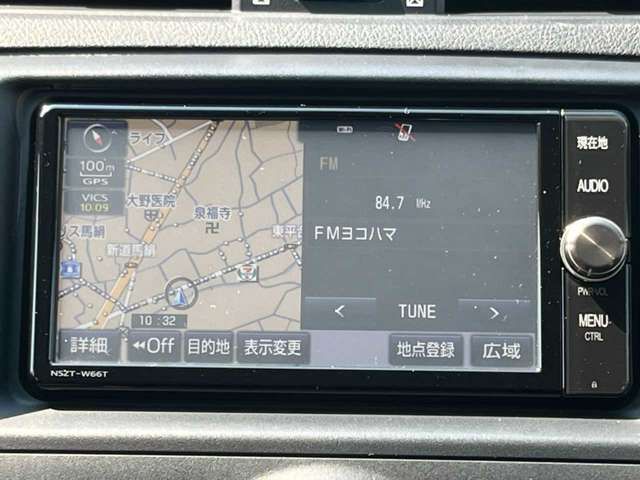 ライフ
100m
GPS
VICS
10:09
大野医院
泉福寺
ス馬絹
新道馬絹
東平台
10:32
FM
84.7 MHz
FMヨコハマ
< TUNE >
詳細
◀◀Off
目的地
表示変更
地点登録
広域
NSZT-W66T
現在地
AUDIO
PWR・VOL
MENU
CTRL